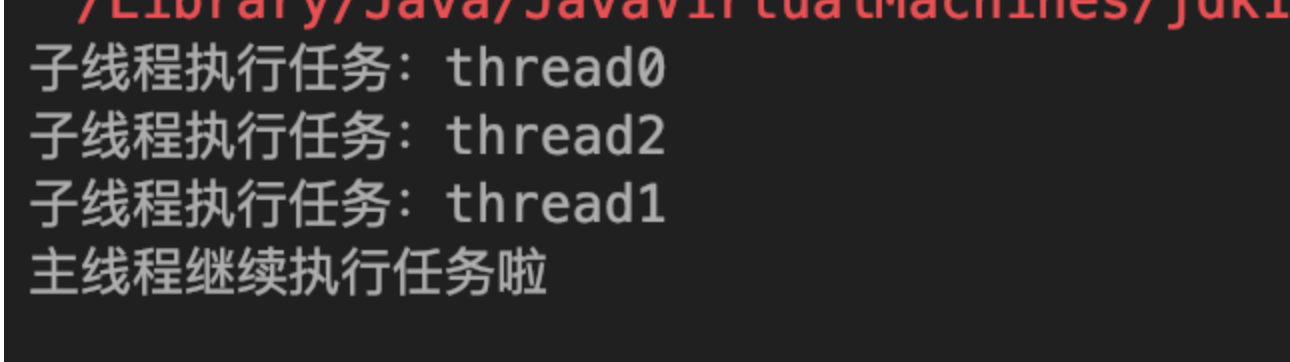 /Library/Java/JavaVirtualMachines/jdk1
子线程执行任务：thread0
子线程执行任务：thread2
子线程执行任务：thread1
主线程继续执行任务啦